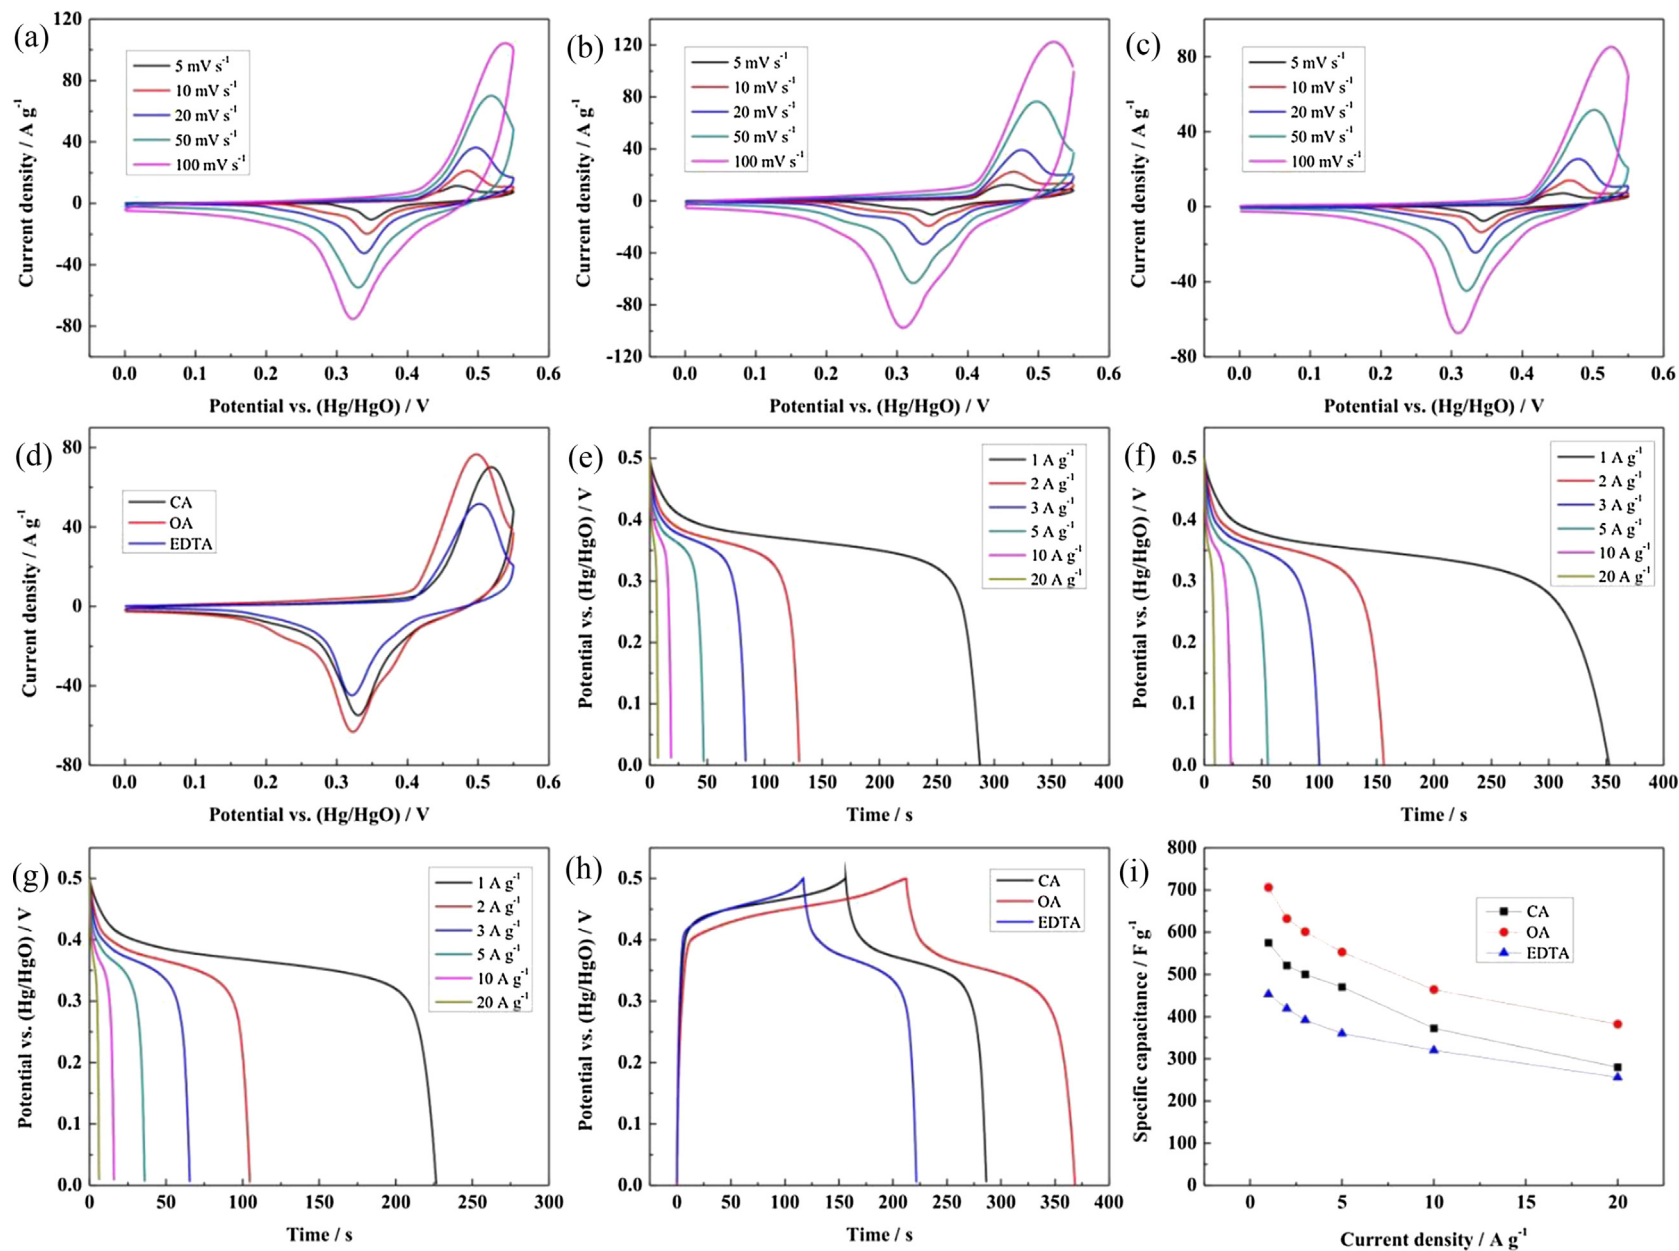 (a)
120
80
40
0
-40
-80
Current density / A g-1
5 mV s-1
10 mV s-1
20 mV s-1
50 mV s-1
100 mV s-1
0.0 0.1 0.2 0.3 0.4 0.5 0.6
Potential vs. (Hg/HgO) / V
(b)
120
80
40
0
-40
-80
-120
Current density / A g-1
5 mV s-1
10 mV s-1
20 mV s-1
50 mV s-1
100 mV s-1
0.0 0.1 0.2 0.3 0.4 0.5 0.6
Potential vs. (Hg/HgO) / V
(c)
80
40
0
-40
-80
Current density / A g-1
5 mV s-1
10 mV s-1
20 mV s-1
50 mV s-1
100 mV s-1
0.0 0.1 0.2 0.3 0.4 0.5 0.6
Potential vs. (Hg/HgO) / V
(d)
80
40
0
-40
-80
Current density / A g-1
CA
OA
EDTA
0.0 0.1 0.2 0.3 0.4 0.5 0.6
Potential vs. (Hg/HgO) / V
(e)
0.5
0.4
0.3
0.2
0.1
0.0
Potential vs. (Hg/HgO) / V
1 A g-1
2 A g-1
3 A g-1
5 A g-1
10 A g-1
20 A g-1
0 50 100 150 200 250 300 350 400
Time / s
(f)
0.5
0.4
0.3
0.2
0.1
0.0
Potential vs. (Hg/HgO) / V
1 A g-1
2 A g-1
3 A g-1
5 A g-1
10 A g-1
20 A g-1
0 50 100 150 200 250 300 350 400
Time / s
(g)
0.5
0.4
0.3
0.2
0.1
0.0
Potential vs. (Hg/HgO) / V
1 A g-1
2 A g-1
3 A g-1
5 A g-1
10 A g-1
20 A g-1
0 50 100 150 200 250 300
Time / s
(h)
0.5
0.4
0.3
0.2
0.1
0.0
Potential vs. (Hg/HgO) / V
CA
OA
EDTA
0 50 100 150 200 250 300 350 400
Time / s
(i)
800
700
600
500
400
300
200
100
0
Specific capacitance / F g-1
CA
OA
EDTA
0 5 10 15 20
Current density / A g-1